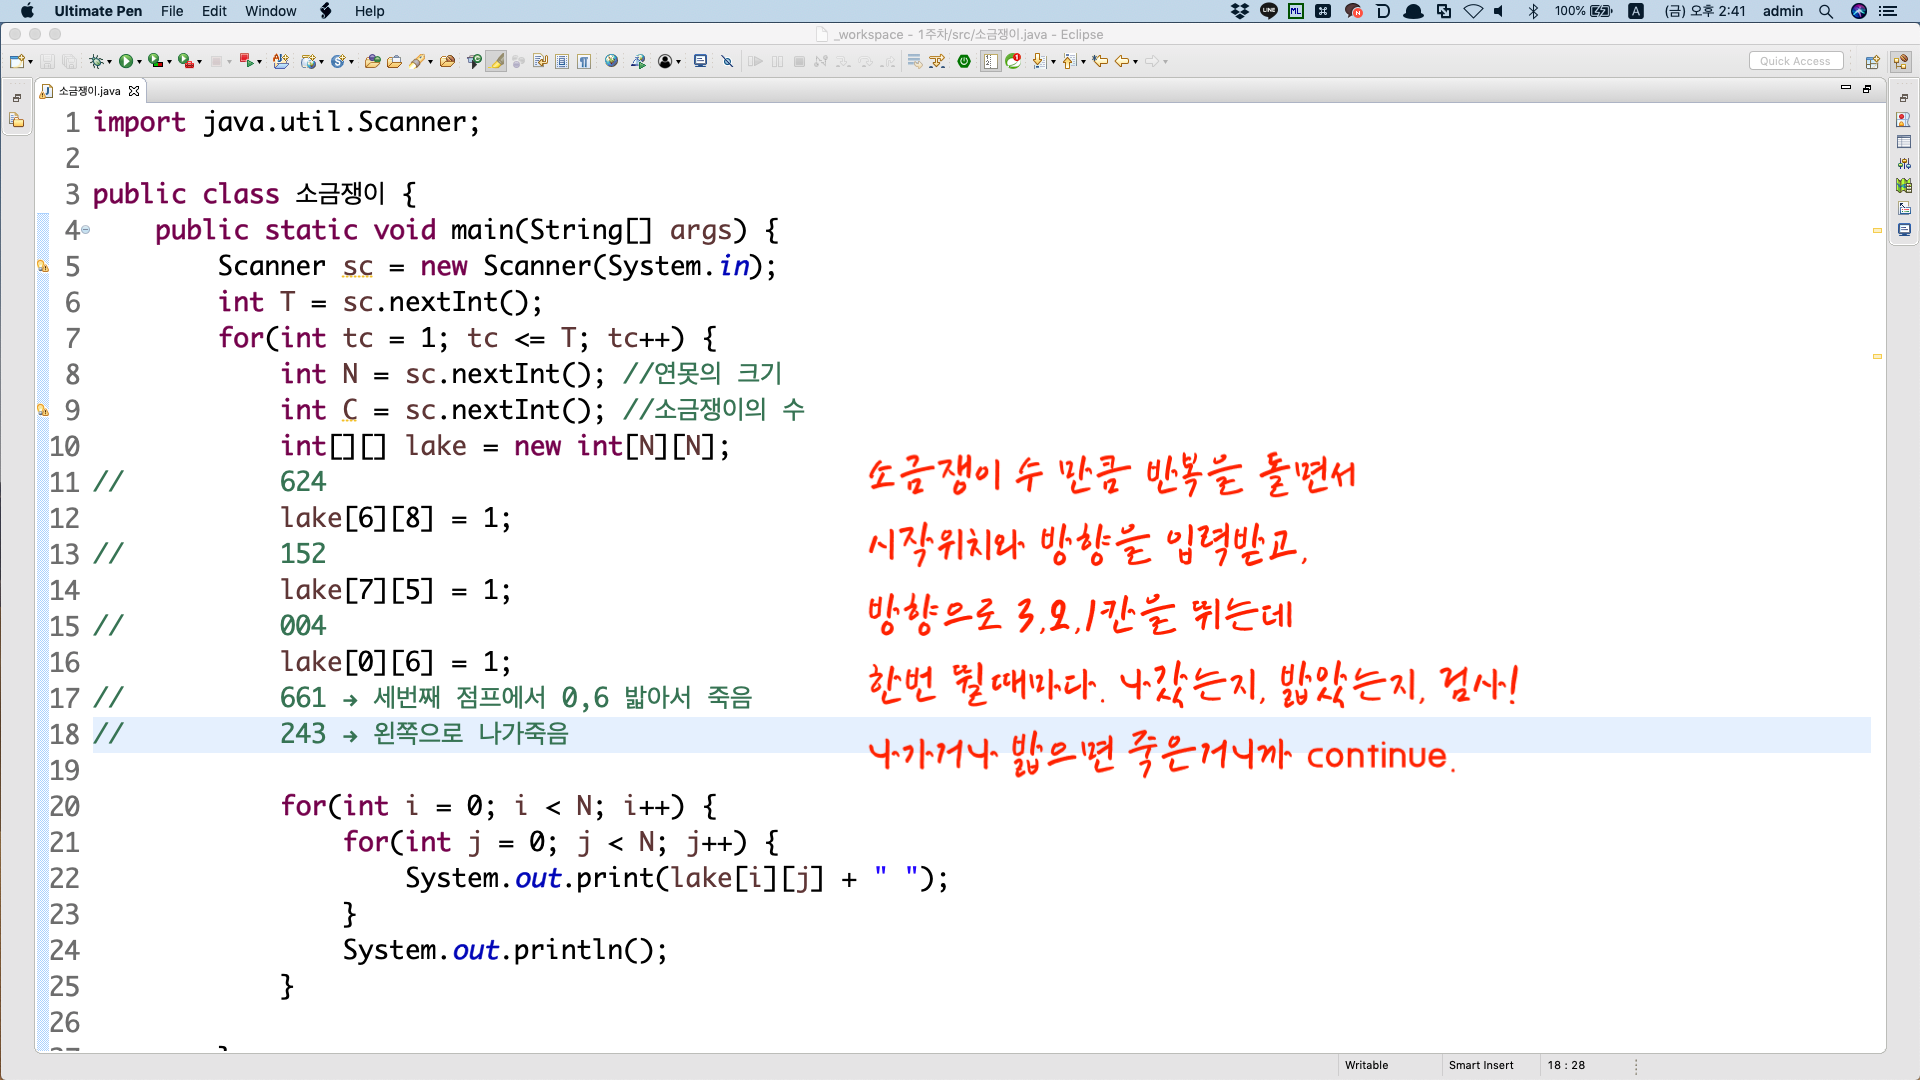 Ultimate Pen File Edit Window Help 100% A (금) 오후 2:41 admin
_workspace - 1주차/src/소금쟁이.java - Eclipse
Quick Access
소금쟁이.java
1 import java.util.Scanner;
2
3 public class 소금쟁이 {
4 public static void main(String[] args) {
5 Scanner sc = new Scanner(System.in);
6 int T = sc.nextInt();
7 for(int tc = 1; tc <= T; tc++) {
8 int N = sc.nextInt(); //연못의 크기
9 int C = sc.nextInt(); //소금쟁이의 수
10 int[][] lake = new int[N][N];
11 // 624
12 lake[6][8] = 1;
13 // 152
14 lake[7][5] = 1;
15 // 004
16 lake[0][6] = 1;
17 // 661 → 세번째 점프에서 0,6 밟아서 죽음
18 // 243 → 왼쪽으로 나가죽음
19
20 for(int i = 0; i < N; i++) {
21 for(int j = 0; j < N; j++) {
22 System.out.print(lake[i][j] + " ");
23 }
24 System.out.println();
25 }
26
소금쟁이 수 만큼 반복을 돌면서
시작위치와 방향을 입력받고,
방향으로 3,2,1칸을 뛰는데
한번 뛸때마다. 나갔는지, 밟았는지, 검사!
나가거나 밟으면 죽은거니까 continue.
Writable Smart Insert 18 : 28